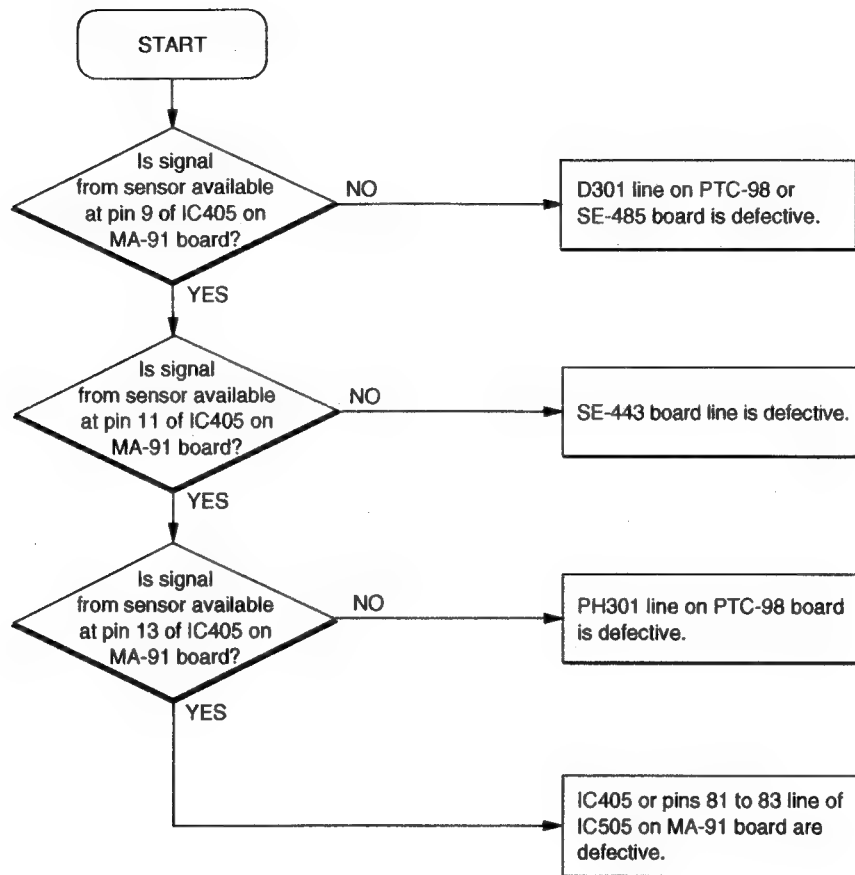 START
Is signal
from sensor available
at pin 9 of IC405 on
MA-91 board?
NO
D301 line on PTC-98 or
SE-485 board is defective.
YES
Is signal
from sensor available
at pin 11 of IC405 on
MA-91 board?
NO
SE-443 board line is defective.
YES
Is signal
from sensor available
at pin 13 of IC405 on
MA-91 board?
NO
PH301 line on PTC-98 board
is defective.
YES
IC405 or pins 81 to 83 line of
IC505 on MA-91 board are
defective.